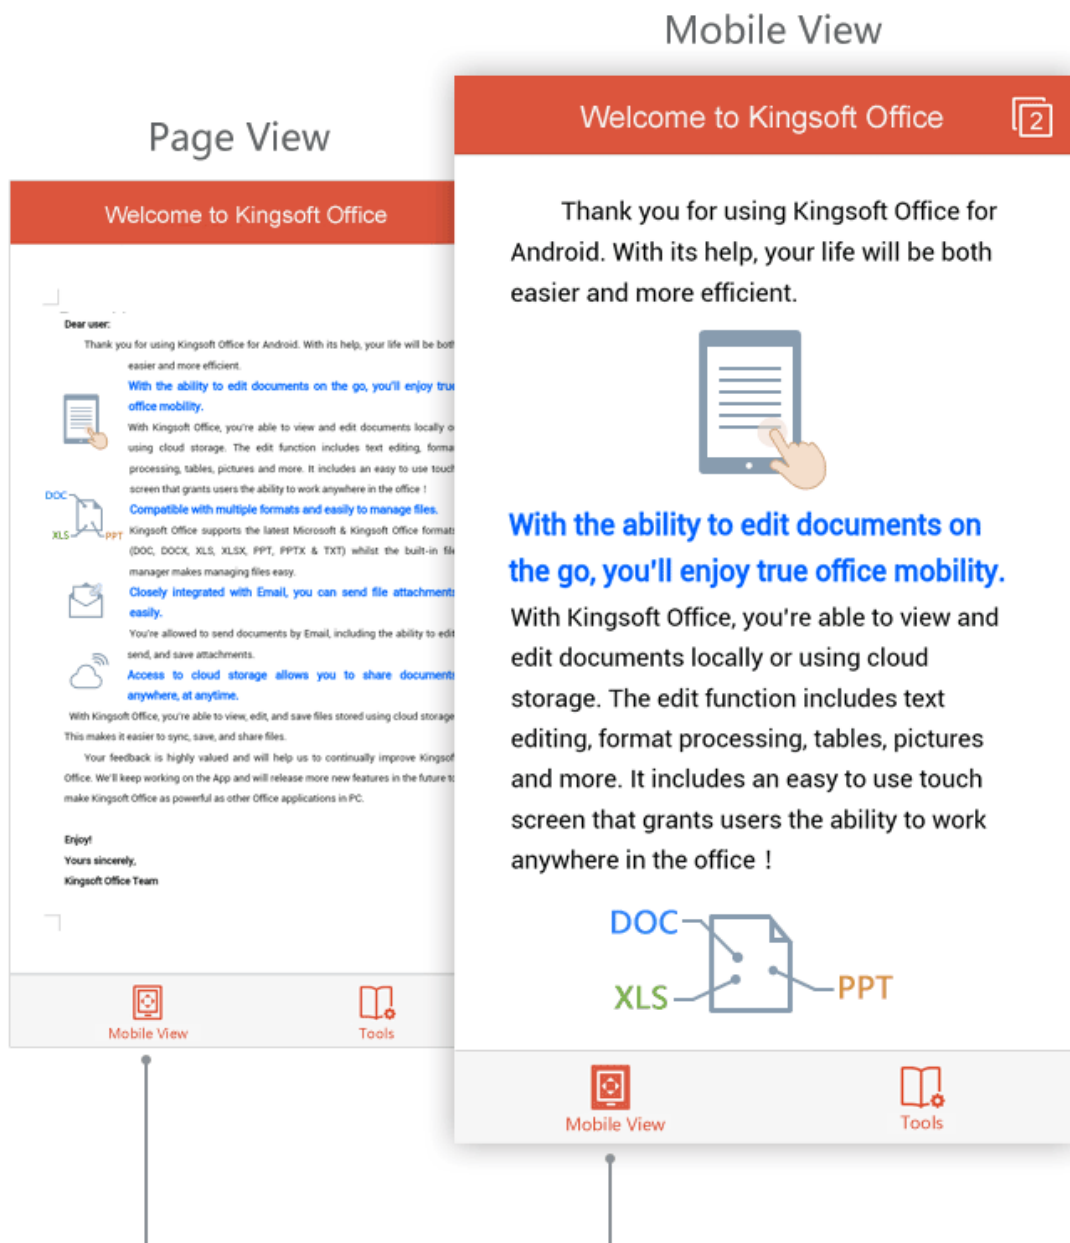 Mobile View
Page View
Welcome to Kingsoft Office
Dear user:
Thank you for using Kingsoft Office for Android. With its help, your life will be both
easier and more efficient.
With the ability to edit documents on the go, you'll enjoy true
office mobility.
With Kingsoft Office, you're able to view and edit documents locally o
using cloud storage. The edit function includes text editing, forma
processing, tables, pictures and more. It includes an easy to use touch
screen that grants users the ability to work anywhere in the office !
DOC
XLS
PPT
Compatible with multiple formats and easily to manage files.
Kingsoft Office supports the latest Microsoft & Kingsoft Office formats
(DOC, DOCX, XLS, XLSX, PPT, PPTX & TXT) whilst the built-in file
manager makes managing files easy.
Closely integrated with Email, you can send file attachments
easily.
You're allowed to send documents by Email, including the ability to edit
send, and save attachments.
Access to cloud storage allows you to share documents
anywhere, at anytime.
With Kingsoft Office, you're able to view, edit, and save files stored using cloud storage
This makes it easier to sync, save, and share files.
Your feedback is highly valued and will help us to continually improve Kingsof
Office. We'll keep working on the App and will release more new features in the future to
make Kingsoft Office as powerful as other Office applications in PC.
Enjoy!
Yours sincerely,
Kingsoft Office Team
Mobile View
Tools
Welcome to Kingsoft Office
2
Thank you for using Kingsoft Office for
Android. With its help, your life will be both
easier and more efficient.
With the ability to edit documents on
the go, you'll enjoy true office mobility.
With Kingsoft Office, you're able to view and
edit documents locally or using cloud
storage. The edit function includes text
editing, format processing, tables, pictures
and more. It includes an easy to use touch
screen that grants users the ability to work
anywhere in the office !
DOC
XLS
PPT
Mobile View
Tools